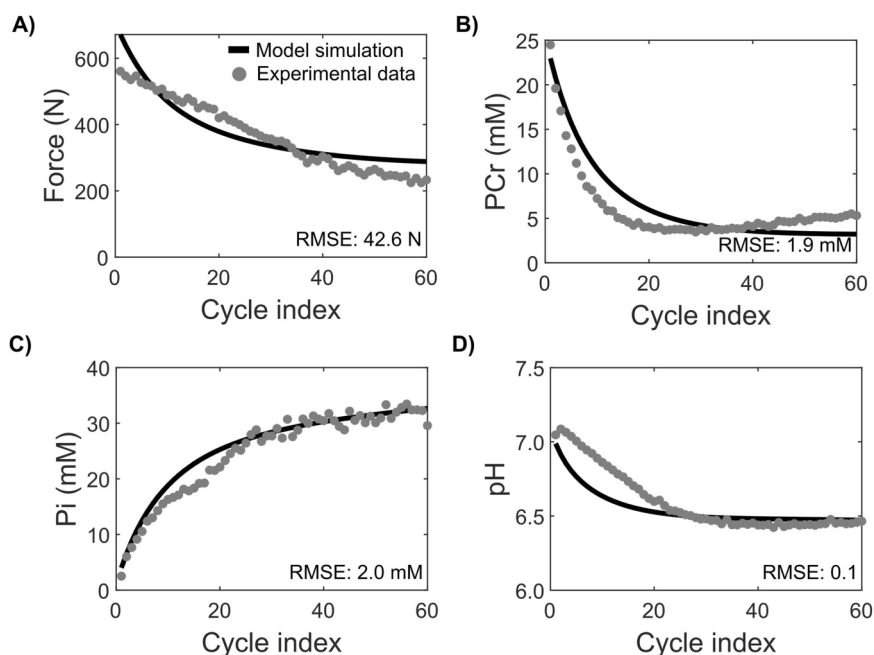 A)
Force (N)
600
400
200
0
0 20 40 60
Cycle index
Model simulation
Experimental data
RMSE: 42.6 N
B)
PCr (mM)
25
20
15
10
5
0
0 20 40 60
Cycle index
RMSE: 1.9 mM
C)
Pi (mM)
40
30
20
10
0
0 20 40 60
Cycle index
RMSE: 2.0 mM
D)
pH
7.5
7.0
6.5
6.0
0 20 40 60
Cycle index
RMSE: 0.1